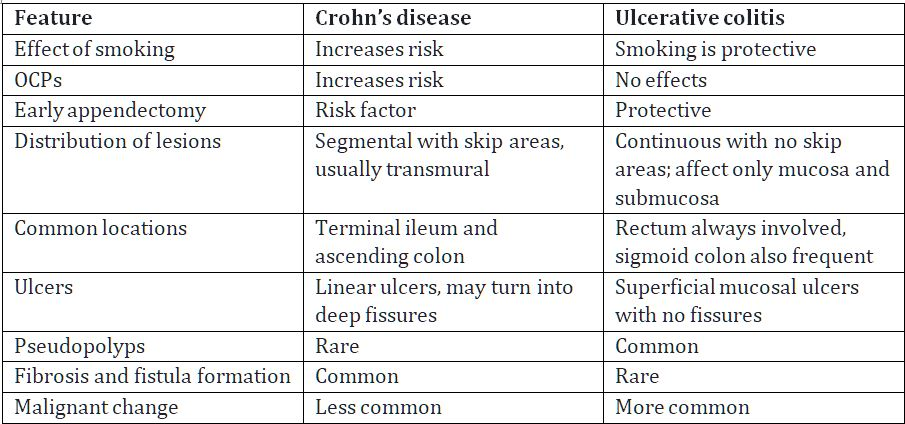 Feature Crohn's disease Ulcerative colitis
Effect of smoking Increases risk Smoking is protective
OCPs Increases risk No effects
Early appendectomy Risk factor Protective
Distribution of lesions Segmental with skip areas, Continuous with no skip
usually transmural areas; affect only mucosa and
submucosa
Common locations Terminal ileum and Rectum always involved,
ascending colon sigmoid colon also frequent
Ulcers Linear ulcers, may turn into Superficial mucosal ulcers
deep fissures with no fissures
Pseudopolyps Rare Common
Fibrosis and fistula formation Common Rare
Malignant change Less common More common